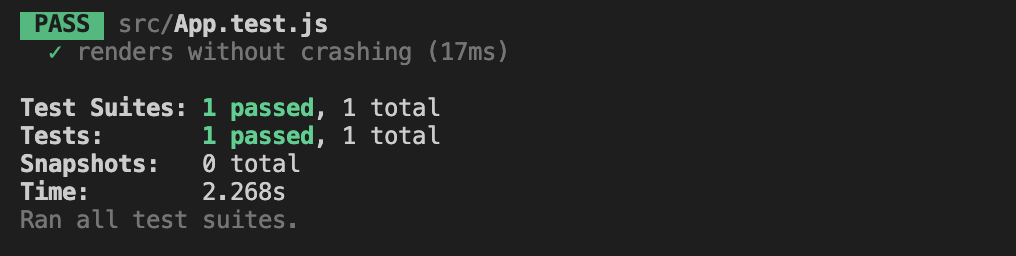 PASS src/App.test.js
✓ renders without crashing (17ms)
Test Suites: 1 passed, 1 total
Tests: 1 passed, 1 total
Snapshots: 0 total
Time: 2.268s
Ran all test suites.